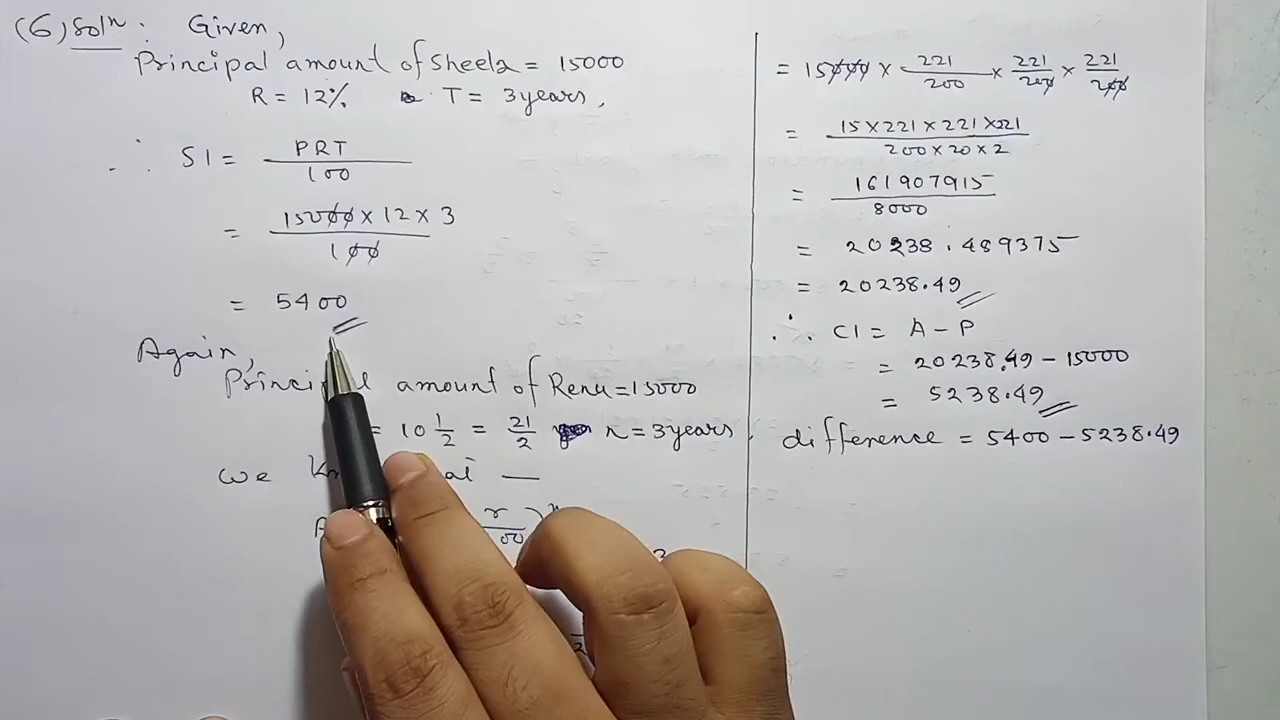 (6) Solⁿ: Given,
Principal amount of Sheela = 15000
R = 12% T = 3 years,
∴ SI = PRT / 100
= 15000 × 12 × 3 / 100
= 5400
Again,
Principal amount of Renu = 15000
= 10 1/2 = 21/2 n = 3 years.
We
r
= 15000 × 221/200 × 221/200 × 221/200
= 15 × 221 × 221 × 221 / 200 × 20 × 2
= 161907915 / 8000
= 20238.489375
= 20238.49
∴ CI = A - P
= 20238.49 - 15000
= 5238.49
difference = 5400 - 5238.49